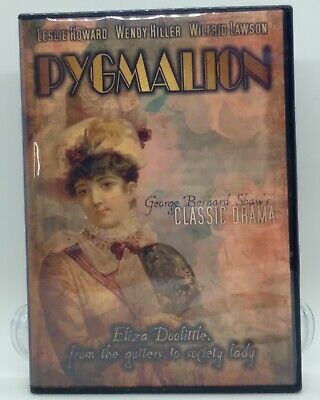 LESLIE HOWARD WENDY HILLER WILFRID LAWSON
PYGMALION
George Bernard Shaw's
CLASSIC DRAMA
Eliza Doolittle.
from the gutters to society lady